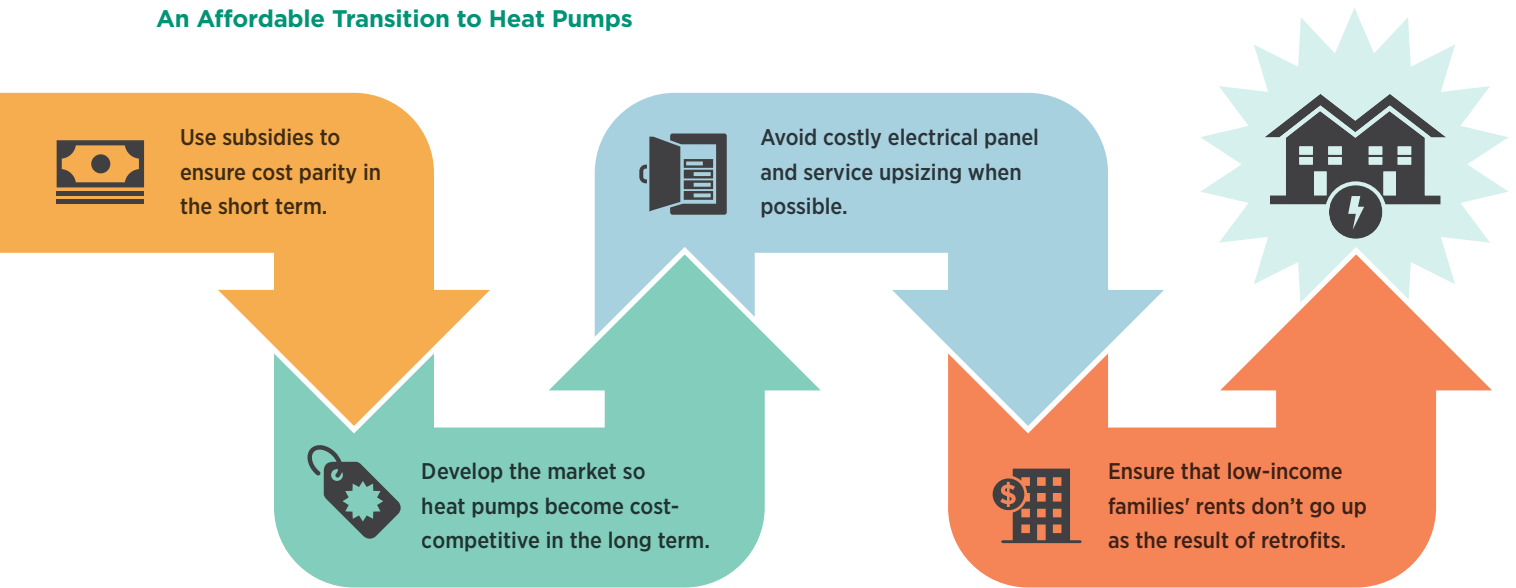 An Affordable Transition to Heat Pumps
Use subsidies to
ensure cost parity in
the short term.
Develop the market so
heat pumps become cost-
competitive in the long term.
Avoid costly electrical panel
and service upsizing when
possible.
$
Ensure that low-income
families' rents don’t go up
as the result of retrofits.